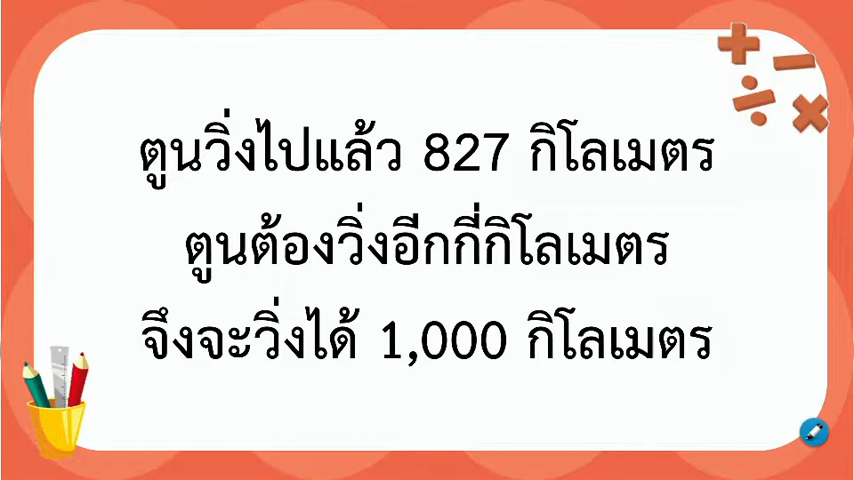 ตูนวิ่งไปแล้ว 827 กิโลเมตร
ตูนต้องวิ่งอีกกี่กิโลเมตร
จึงจะวิ่งได้ 1,000 กิโลเมตร